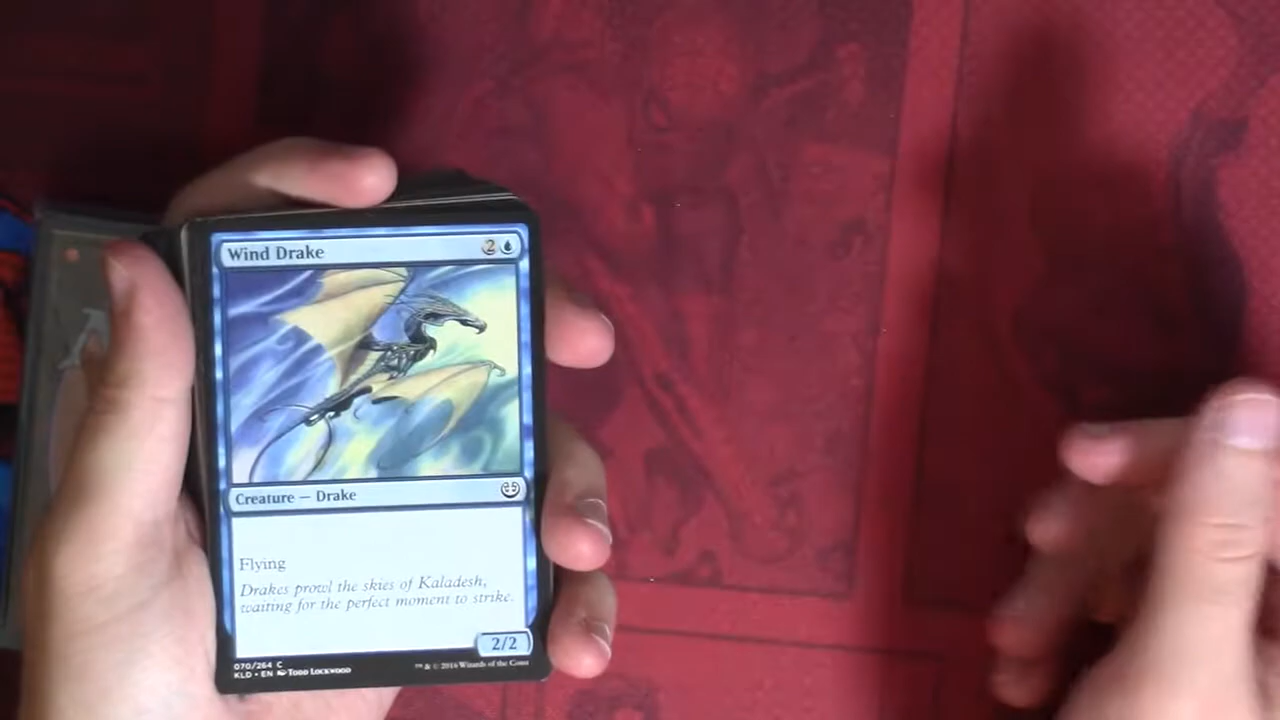 Wind Drake 2
Creature — Drake
Flying
Drakes prowl the skies of Kaladesh,
waiting for the perfect moment to strike.
2/2
070/264 C
KLD • EN Todd Lockwood
™ & © 2016 Wizards of the Coast